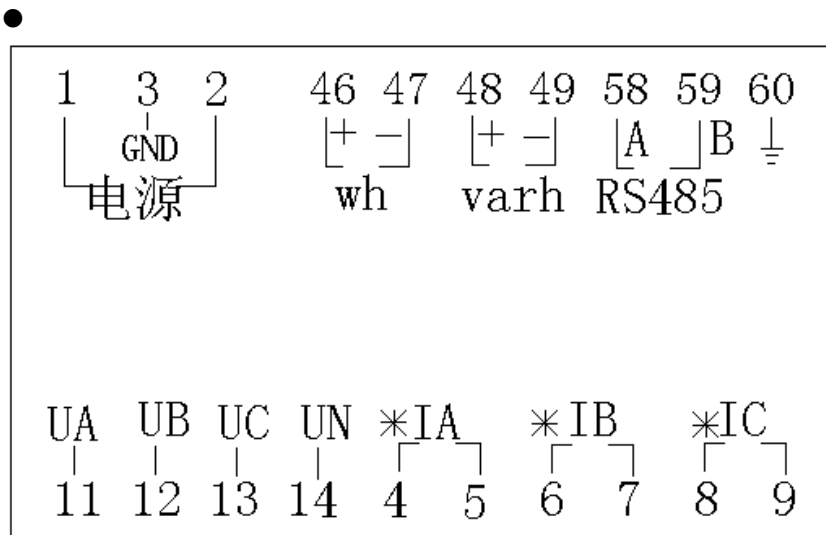 1 3 2 46 47 48 49 58 59 60
GND + - + - A B
电源 wh varh RS485
UA UB UC UN *IA *IB *IC
11 12 13 14 4 5 6 7 8 9